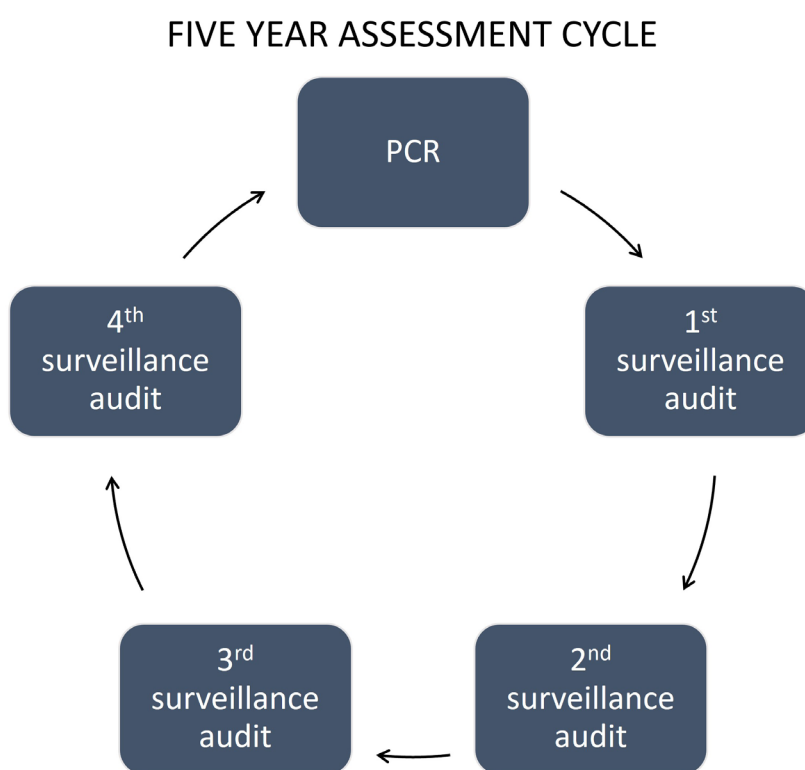 FIVE YEAR ASSESSMENT CYCLE
PCR
4th
surveillance
audit
1st
surveillance
audit
3rd
surveillance
audit
2nd
surveillance
audit